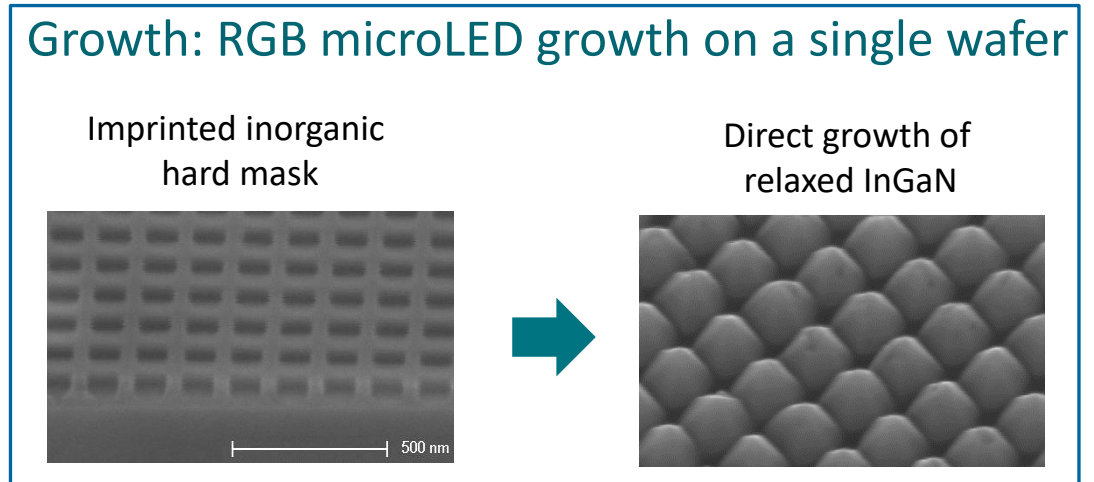 Growth: RGB microLED growth on a single wafer
Imprinted inorganic
hard mask
Direct growth of
relaxed InGaN
500 nm